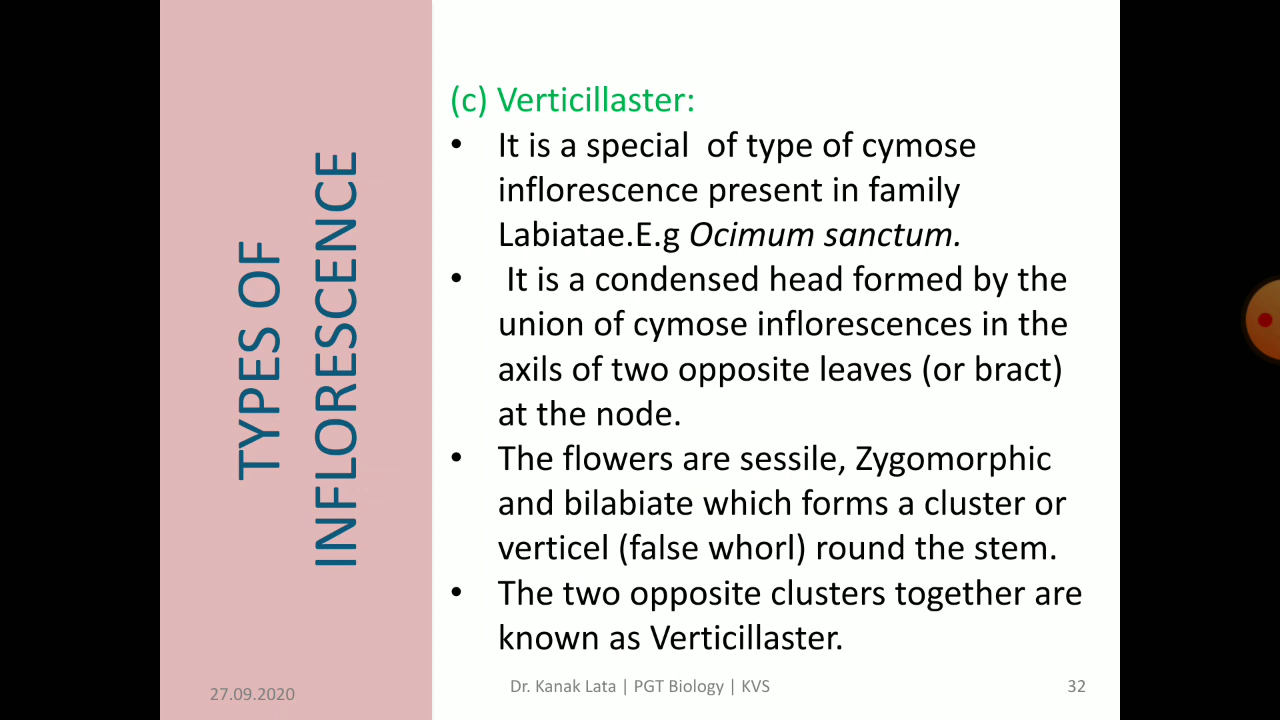 TYPES OF
INFLORESCENCE
(c) Verticillaster:
• It is a special  of type of cymose
inflorescence present in family
Labiatae.E.g Ocimum sanctum.
• It is a condensed head formed by the
union of cymose inflorescences in the
axils of two opposite leaves (or bract)
at the node.
• The flowers are sessile, Zygomorphic
and bilabiate which forms a cluster or
verticel (false whorl) round the stem.
• The two opposite clusters together are
known as Verticillaster.
27.09.2020
Dr. Kanak Lata | PGT Biology | KVS
32